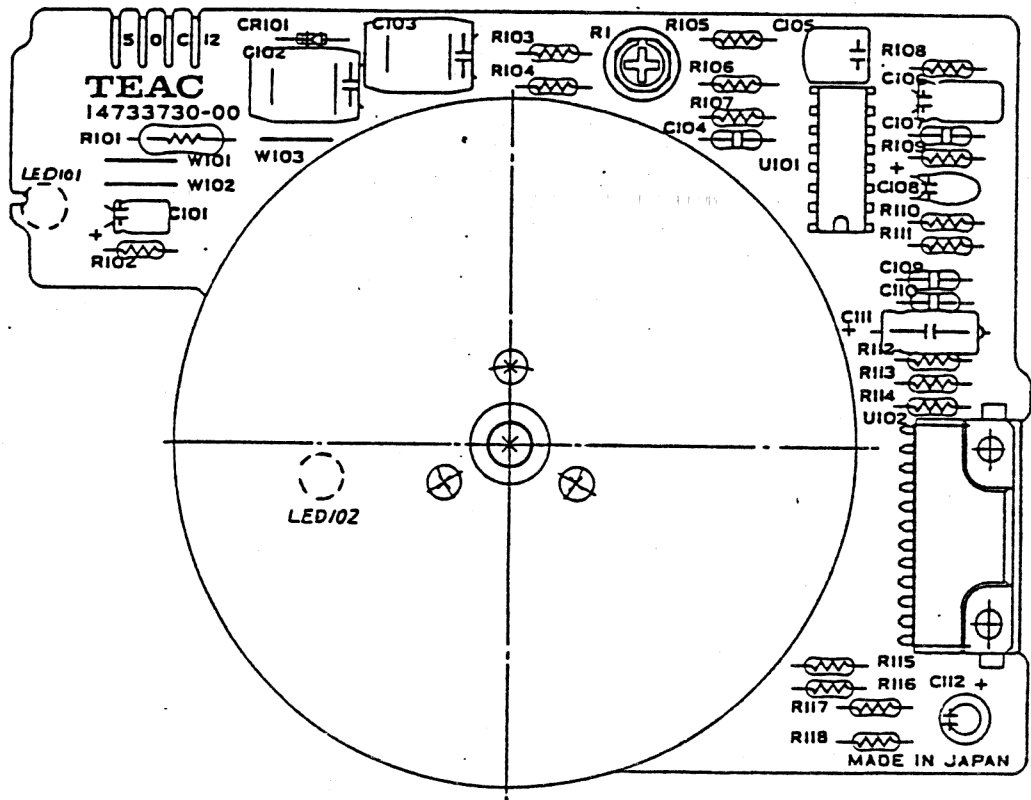 S O C 12
TEAC
14733730-00
CR101
C102
C103
R103
R104
R1
R105
R106
R107
C104
C105
U101
R108
C106
C107
R109
+
C108
R110
R111
C109
C110
C111
+
R112
R113
R114
U102
R101
W101
W102
W103
LED101
C101
+
R102
LED102
R115
R116
C112 +
R117
R118
MADE IN JAPAN